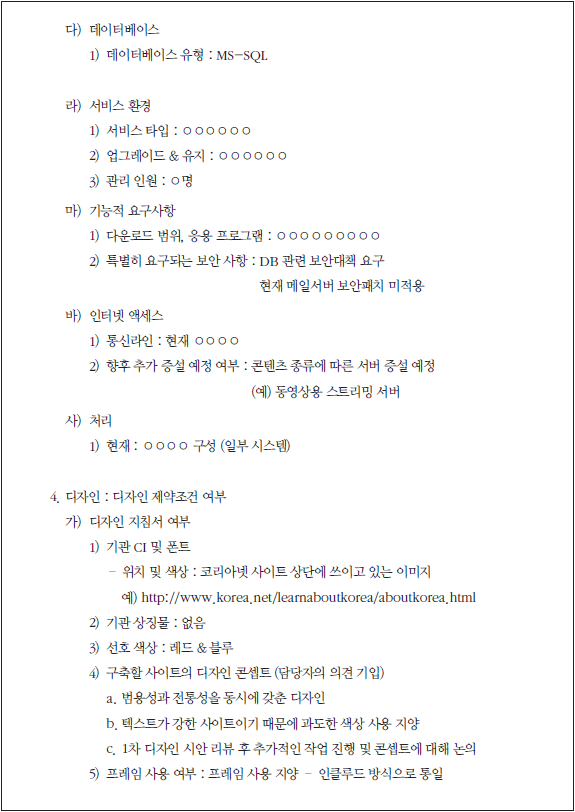 다) 데이터베이스
1) 데이터베이스 유형 : MS-SQL
라) 서비스 환경
1) 서비스 타입 : ○○○○○○
2) 업그레이드 & 유지 : ○○○○○○
3) 관리 인원 : ○명
마) 기능적 요구사항
1) 다운로드 범위, 응용 프로그램 : ○○○○○○○○○
2) 특별히 요구되는 보안 사항 : DB 관련 보안대책 요구
현재 메일서버 보안패치 미적용
바) 인터넷 액세스
1) 통신라인 : 현재 ○○○○
2) 향후 추가 증설 예정 여부 : 콘텐츠 종류에 따른 서버 증설 예정
(예) 동영상용 스트리밍 서버
사) 처리
1) 현재 : ○○○○ 구성 (일부 시스템)
4. 디자인 : 디자인 제약조건 여부
가) 디자인 지침서 여부
1) 기관 CI 및 폰트
- 위치 및 색상 : 코리아넷 사이트 상단에 쓰이고 있는 이미지
예) http://www.korea.net/learnaboutkorea/aboutkorea.html
2) 기관 상징물 : 없음
3) 선호 색상 : 레드 & 블루
4) 구축할 사이트의 디자인 콘셉트 (담당자의 의견 기입)
a. 범용성과 전통성을 동시에 갖춘 디자인
b. 텍스트가 강한 사이트이기 때문에 과도한 색상 사용 지양
c. 1차 디자인 시안 리뷰 후 추가적인 작업 진행 및 콘셉트에 대해 논의
5) 프레임 사용 여부 : 프레임 사용 지양 - 인클루드 방식으로 통일